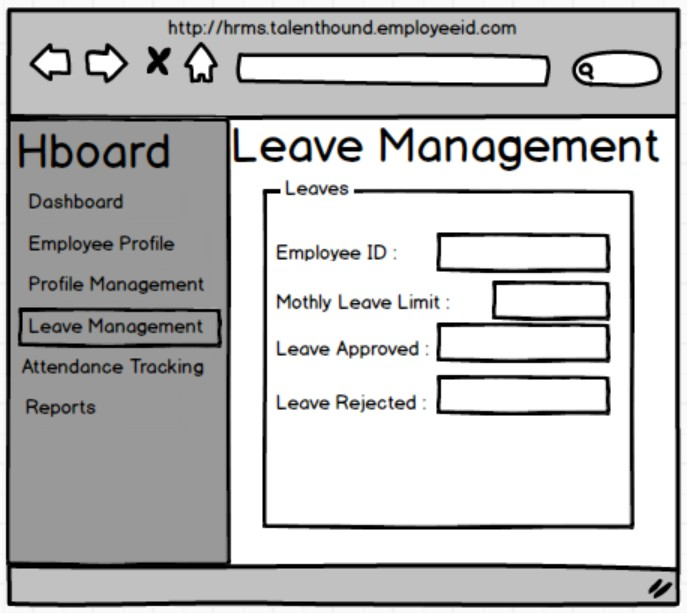 http://hrms.talenthound.employeeid.com
Hboard
Dashboard
Employee Profile
Profile Management
Leave Management
Attendance Tracking
Reports
Leave Management
Leaves
Employee ID :
Mothly Leave Limit :
Leave Approved :
Leave Rejected :